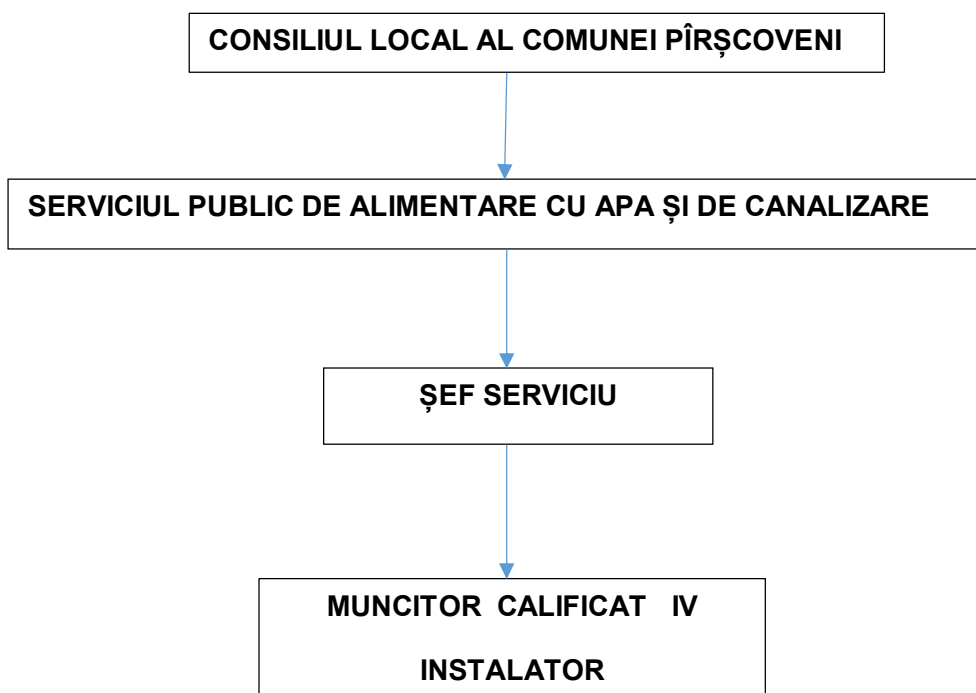 CONSILIUL LOCAL AL COMUNEI PÎRȘCOVENI
SERVICIUL PUBLIC DE ALIMENTARE CU APA ȘI DE CANALIZARE
ȘEF SERVICIU
MUNCITOR CALIFICAT IV
INSTALATOR